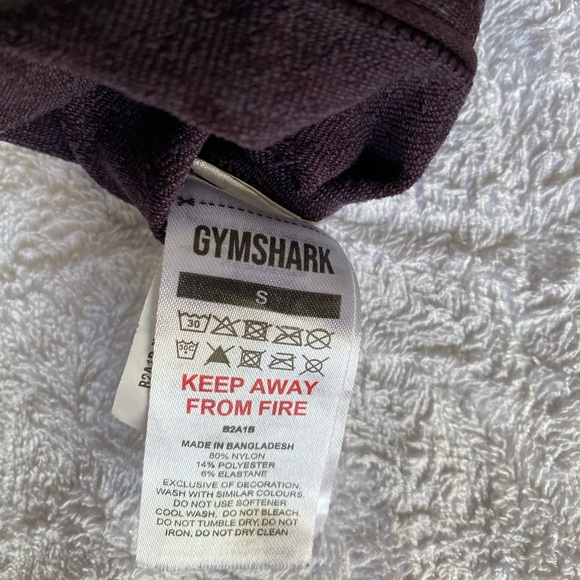 GYMSHARK
S
30
30C
KEEP AWAY
FROM FIRE
B2A1B
MADE IN BANGLADESH
80% NYLON
14% POLYESTER
6% ELASTANE
EXCLUSIVE OF DECORATION,
WASH WITH SIMILAR COLOURS,
DO NOT USE SOFTENER
COOL WASH, DO NOT BLEACH,
DO NOT TUMBLE DRY, DO NOT
IRON, DO NOT DRY CLEAN
B2A1B